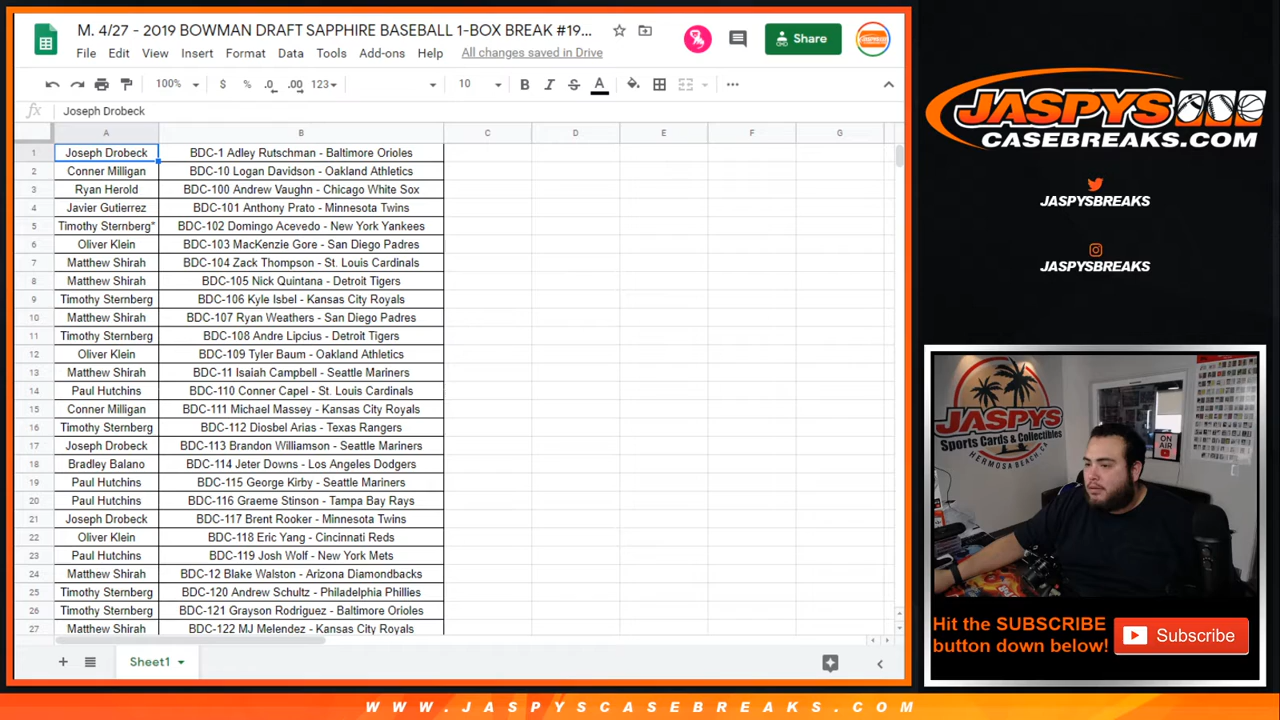 M. 4/27 - 2019 BOWMAN DRAFT SAPPHIRE BASEBALL 1-BOX BREAK #19...
File Edit View Insert Format Data Tools Add-ons Help All changes saved in Drive
Share
100% $ % .0 .00 123 10 B I S A
fx Joseph Drobeck
A B C D E F G
1 Joseph Drobeck BDC-1 Adley Rutschman - Baltimore Orioles
2 Conner Milligan BDC-10 Logan Davidson - Oakland Athletics
3 Ryan Herold BDC-100 Andrew Vaughn - Chicago White Sox
4 Javier Gutierrez BDC-101 Anthony Prato - Minnesota Twins
5 Timothy Sternberg" BDC-102 Domingo Acevedo - New York Yankees
6 Oliver Klein BDC-103 MacKenzie Gore - San Diego Padres
7 Matthew Shirah BDC-104 Zack Thompson - St. Louis Cardinals
8 Matthew Shirah BDC-105 Nick Quintana - Detroit Tigers
9 Timothy Sternberg BDC-106 Kyle Isbel - Kansas City Royals
10 Matthew Shirah BDC-107 Ryan Weathers - San Diego Padres
11 Timothy Sternberg BDC-108 Andre Lipcius - Detroit Tigers
12 Oliver Klein BDC-109 Tyler Baum - Oakland Athletics
13 Matthew Shirah BDC-11 Isaiah Campbell - Seattle Mariners
14 Paul Hutchins BDC-110 Conner Capel - St. Louis Cardinals
15 Conner Milligan BDC-111 Michael Massey - Kansas City Royals
16 Timothy Sternberg BDC-112 Diosbel Arias - Texas Rangers
17 Joseph Drobeck BDC-113 Brandon Williamson - Seattle Mariners
18 Bradley Balano BDC-114 Jeter Downs - Los Angeles Dodgers
19 Paul Hutchins BDC-115 George Kirby - Seattle Mariners
20 Paul Hutchins BDC-116 Graeme Stinson - Tampa Bay Rays
21 Joseph Drobeck BDC-117 Brent Rooker - Minnesota Twins
22 Oliver Klein BDC-118 Eric Yang - Cincinnati Reds
23 Paul Hutchins BDC-119 Josh Wolf - New York Mets
24 Matthew Shirah BDC-12 Blake Walston - Arizona Diamondbacks
25 Timothy Sternberg BDC-120 Andrew Schultz - Philadelphia Phillies
26 Timothy Sternberg BDC-121 Grayson Rodriguez - Baltimore Orioles
27 Matthew Shirah BDC-122 MJ Melendez - Kansas City Royals
Sheet1
JASPYS
CASEBREAKS.COM
JASPYSBREAKS
JASPYSBREAKS
JASPYS
Sports Cards & Collectibles
HERMOSA BEACH, CA
ON AIR
Hit the SUBSCRIBE
button down below!
Subscribe
WWW.JASPYSCASEBREAKS.COM